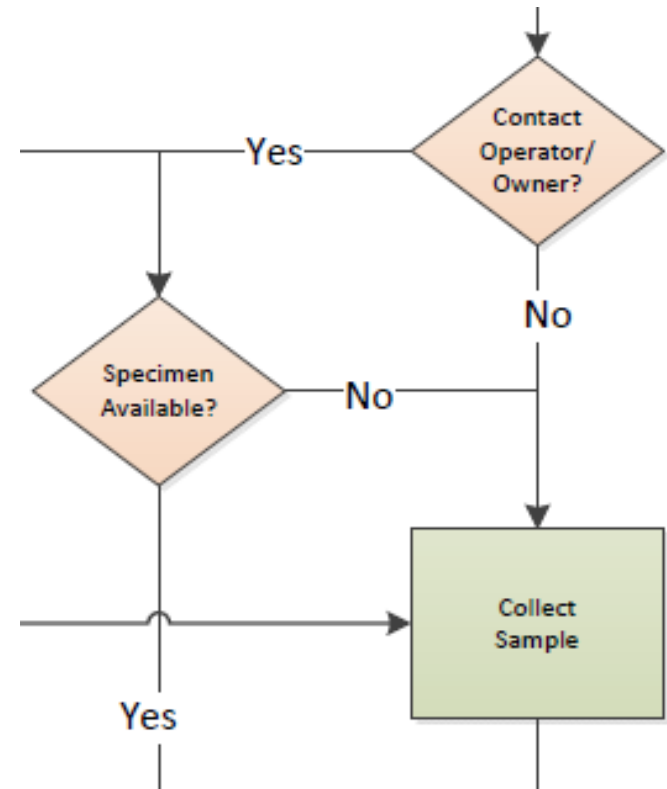 Contact
Operator/
Owner?
Yes
No
Specimen
Available?
No
Collect
Sample
Yes